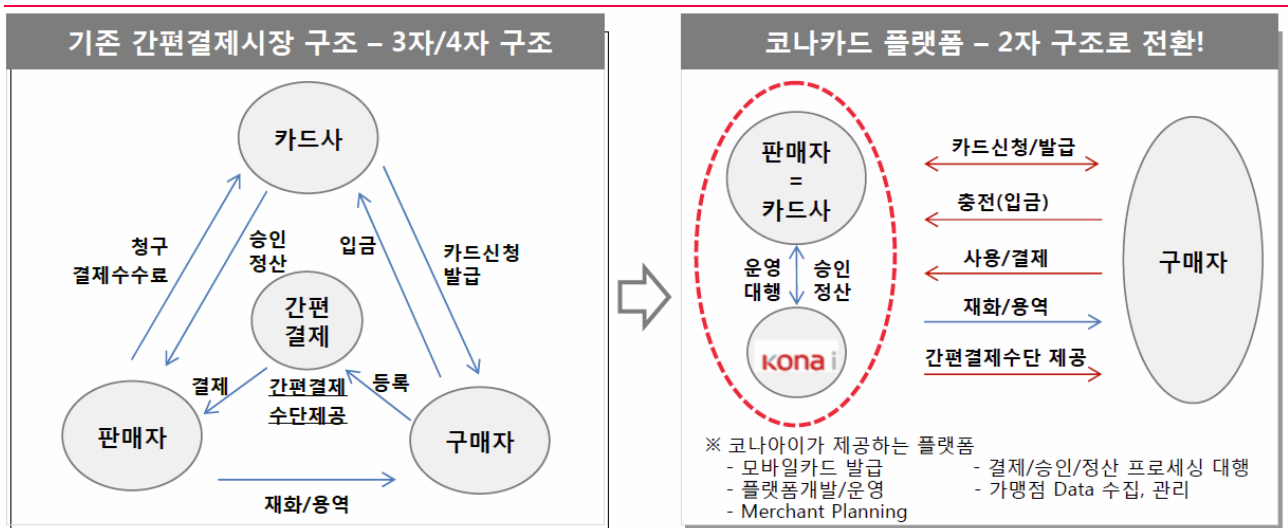 기존 간편결제시장 구조 – 3자/4자 구조
카드사
청구
결제수수료
승인
정산
입금
카드신청
발급
간편
결제
결제
간편결제
수단제공
등록
판매자
구매자
재화/용역
코나카드 플랫폼 – 2자 구조로 전환!
판매자
=
카드사
운영
대행
승인
정산
kona i
카드신청/발급
충전(입금)
사용/결제
재화/용역
간편결제수단 제공
구매자
※ 코나아이가 제공하는 플랫폼
- 모바일카드 발급
- 플랫폼개발/운영
- Merchant Planning
- 결제/승인/정산 프로세싱 대행
- 가맹점 Data 수집, 관리